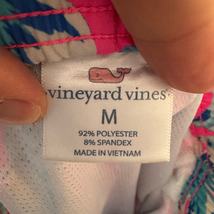 vineyard vines
M
92% POLYESTER
8% SPANDEX
MADE IN VIETNAM